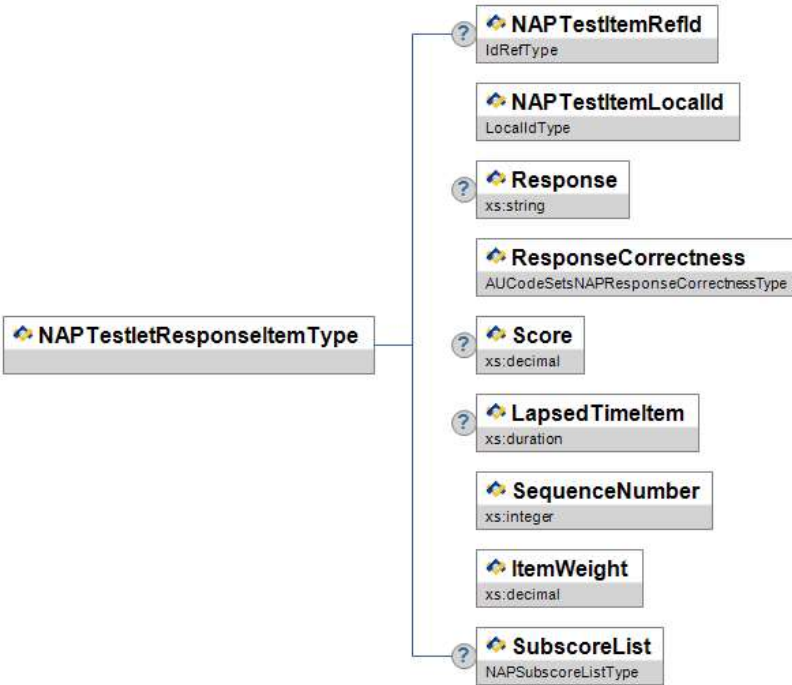 ?
NAPTestItemRefId
IdRefType
NAPTestItemLocalId
LocalIdType
?
Response
xs:string
ResponseCorrectness
AUCodeSetsNAPResponseCorrectnessType
NAPTestletResponseItemType
?
Score
xs:decimal
?
LapsedTimeItem
xs:duration
SequenceNumber
xs:integer
ItemWeight
xs:decimal
?
SubscoreList
NAPSubscoreListType